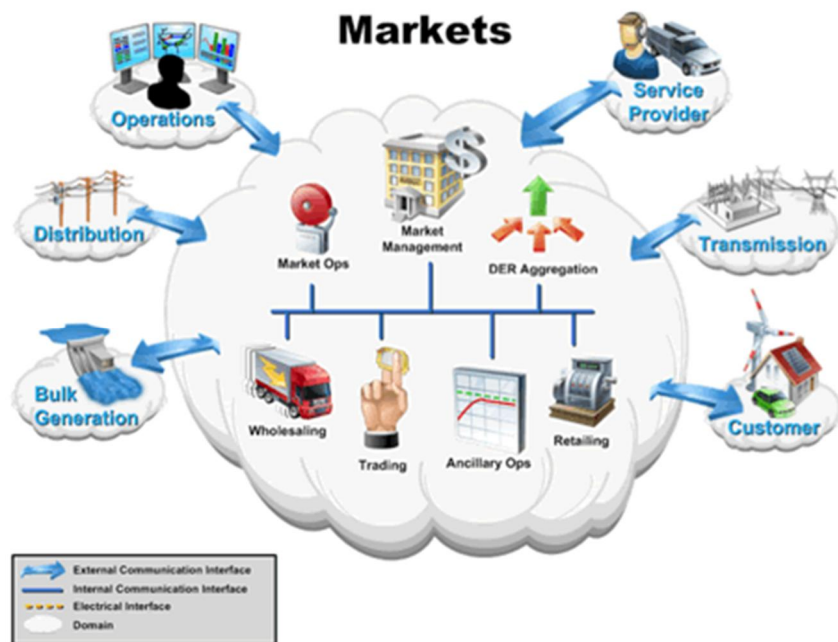 Markets
Operations
Service
Provider
Distribution
Transmission
Market Ops
Market
Management
DER Aggregation
Bulk
Generation
Customer
Wholesaling
Trading
Ancillary Ops
Retailing
External Communication Interface
Internal Communication Interface
Electrical Interface
Domain